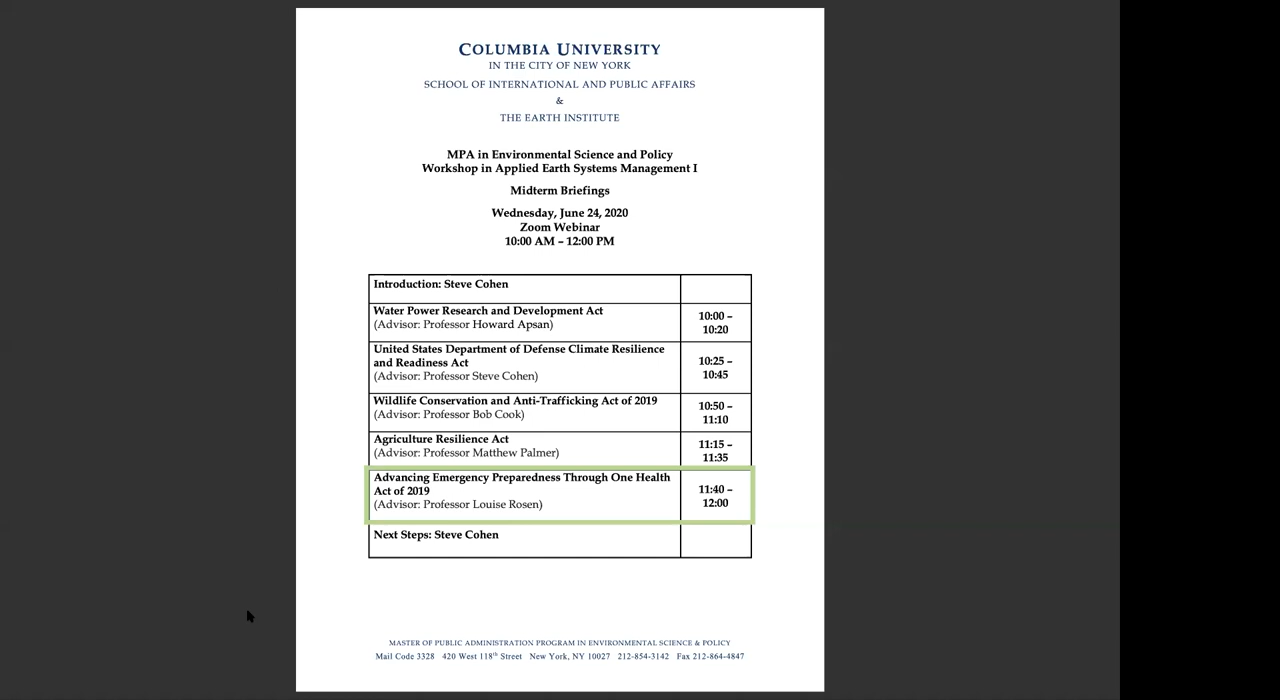 COLUMBIA UNIVERSITY
IN THE CITY OF NEW YORK
SCHOOL OF INTERNATIONAL AND PUBLIC AFFAIRS
&
THE EARTH INSTITUTE
MPA in Environmental Science and Policy
Workshop in Applied Earth Systems Management I
Midterm Briefings
Wednesday, June 24, 2020
Zoom Webinar
10:00 AM – 12:00 PM
Introduction: Steve Cohen
Water Power Research and Development Act
(Advisor: Professor Howard Apsan)
10:00 –
10:20
United States Department of Defense Climate Resilience
and Readiness Act
(Advisor: Professor Steve Cohen)
10:25 –
10:45
Wildlife Conservation and Anti-Trafficking Act of 2019
(Advisor: Professor Bob Cook)
10:50 –
11:10
Agriculture Resilience Act
(Advisor: Professor Matthew Palmer)
11:15 –
11:35
Advancing Emergency Preparedness Through One Health
Act of 2019
(Advisor: Professor Louise Rosen)
11:40 –
12:00
Next Steps: Steve Cohen
MASTER OF PUBLIC ADMINISTRATION PROGRAM IN ENVIRONMENTAL SCIENCE & POLICY
Mail Code 3328 420 West 118th Street New York, NY 10027 212-854-3142 Fax 212-864-4847